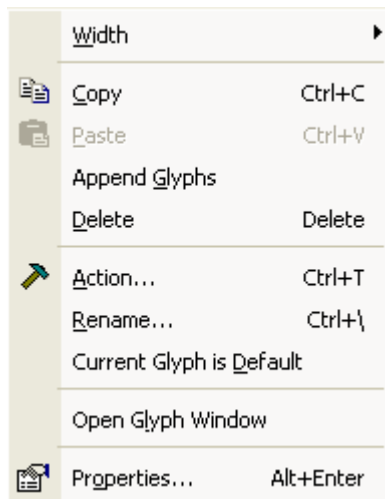 Width
Copy Ctrl+C
Paste Ctrl+V
Append Glyphs
Delete Delete
Action... Ctrl+T
Rename... Ctrl+\
Current Glyph is Default
Open Glyph Window
Properties... Alt+Enter